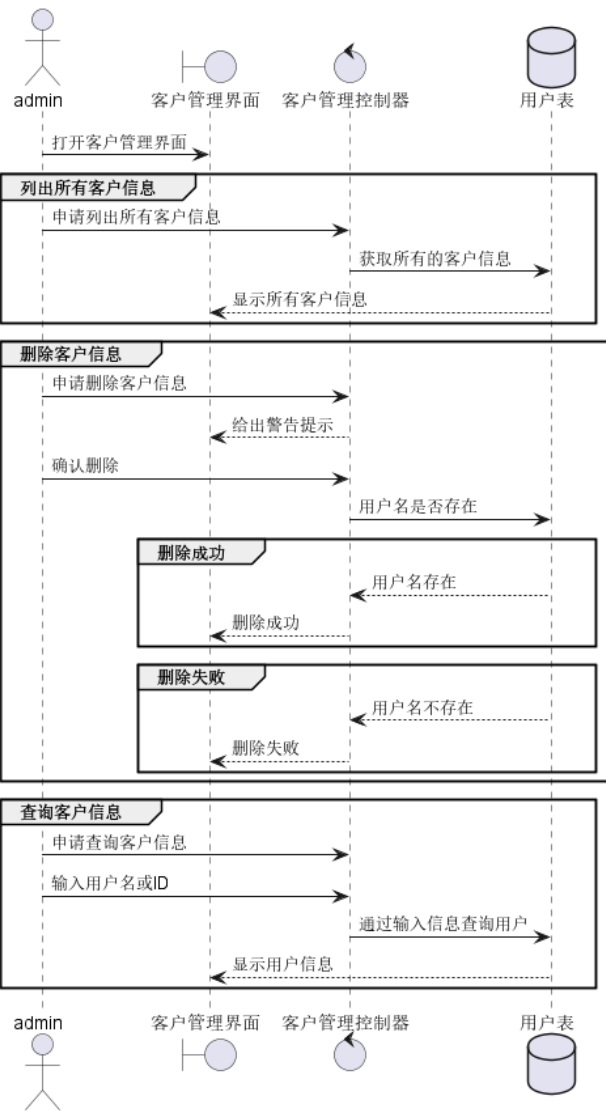 admin 客户管理界面 客户管理控制器 用户表
打开客户管理界面
列出所有客户信息
申请列出所有客户信息
获取所有的客户信息
显示所有客户信息
删除客户信息
申请删除客户信息
给出警告提示
确认删除
用户名是否存在
删除成功
用户名存在
删除成功
删除失败
用户名不存在
删除失败
查询客户信息
申请查询客户信息
输入用户名或ID
通过输入信息查询用户
显示用户信息
admin 客户管理界面 客户管理控制器 用户表